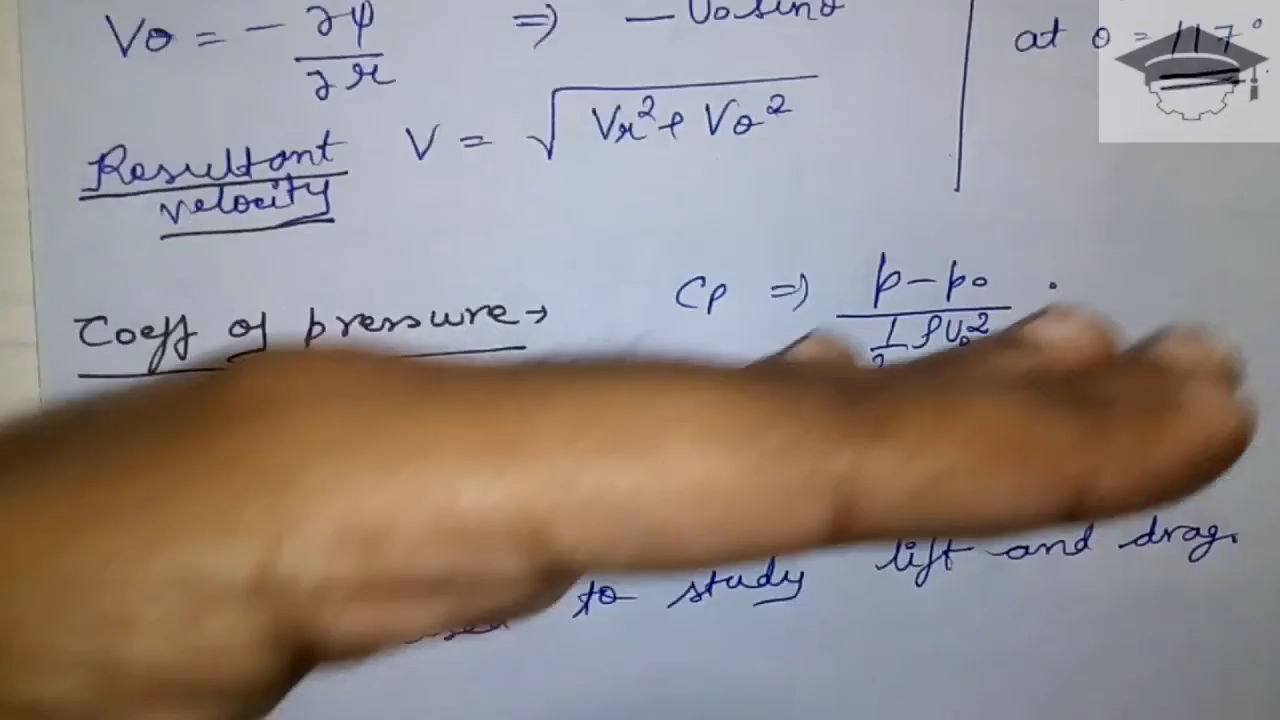 Vθ = - ∂ψ/∂r ⇒ - U₀ sinθ
at θ = 117°
Resultant velocity V = √(Vr² + Vθ²)
Coeff of pressure → Cp ⇒ (p - p₀)/(½ ρU₀²)
to study lift and drag.